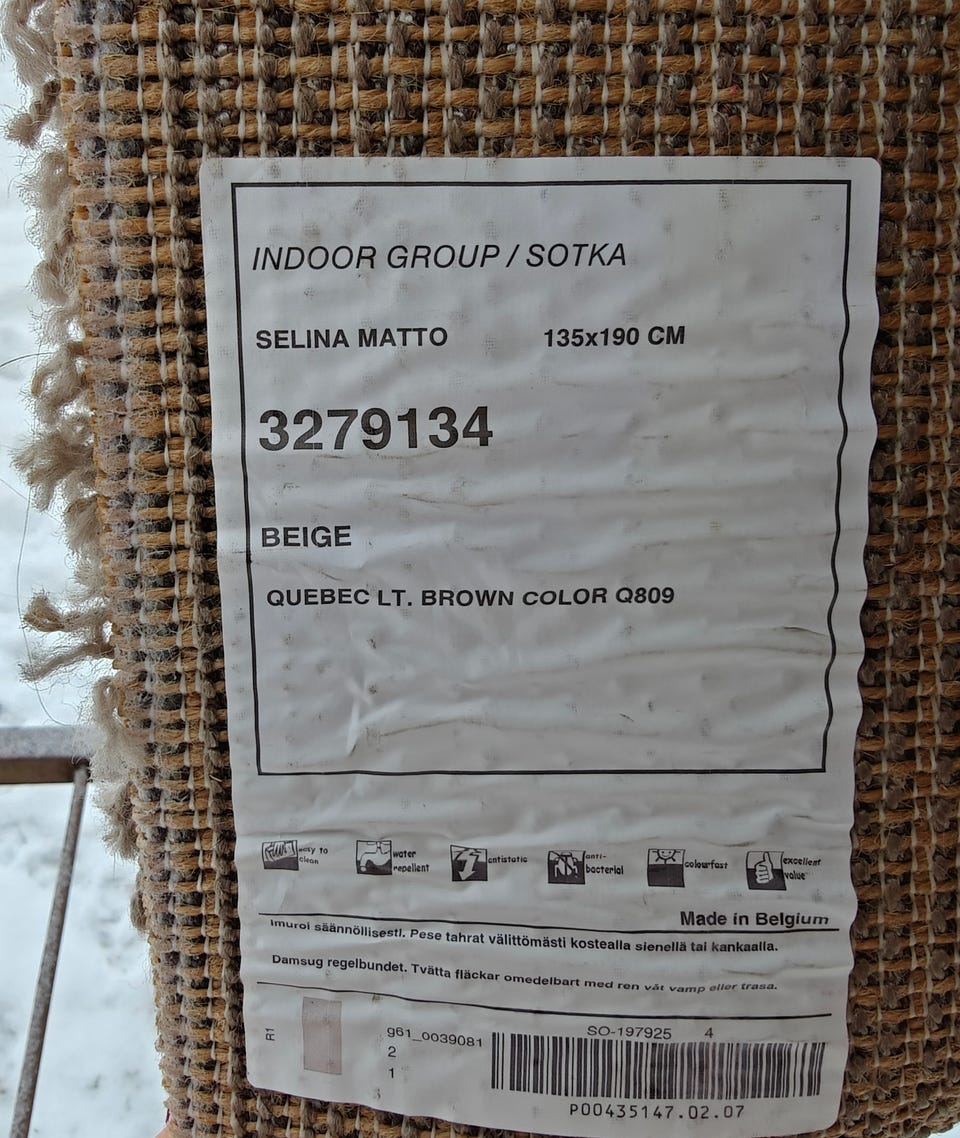 INDOOR GROUP / SOTKA
SELINA MATTO 135x190 CM
3279134
BEIGE
QUEBEC LT. BROWN COLOR Q809
easy to
clean
water
repellent
antistatic
anti-
bacterial
colourfast
excellent
value
Made in Belgium
Imuroi säännöllisesti. Pese tahrat välittömästi kostealla sienellä tai kankaalla.
Damsug regelbundet. Tvätta fläckar omedelbart med ren våt vamp eller trasa.
R1
g61_0039081
2
1
SO-197925 4
P00435147.02.07